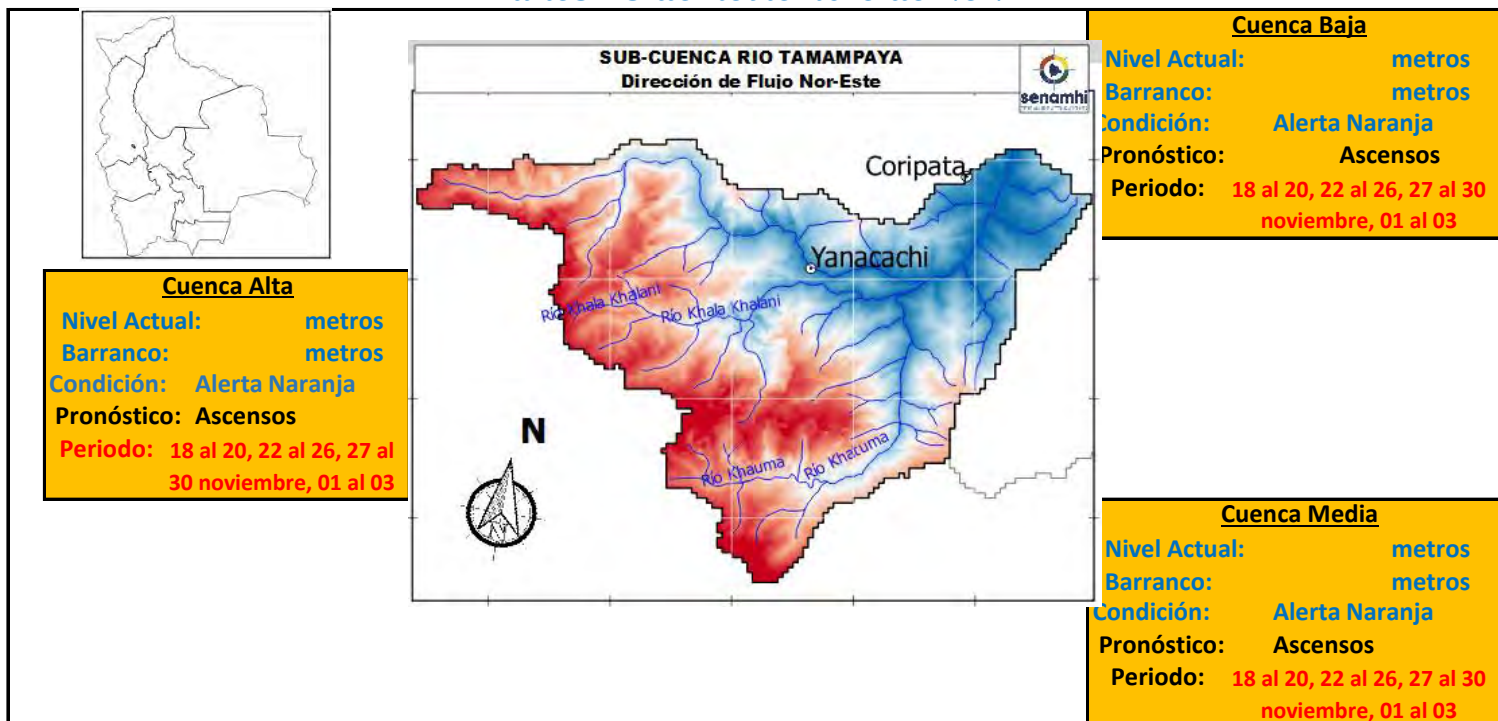 SUB-CUENCA RIO TAMAMPAYA
Dirección de Flujo Nor-Este
senamhi
Coripata
Yanacachi
Río Khala Khalani
Río Khala Khalani
Río Khauma
Río Khatuma
N
Cuenca Baja
Nivel Actual: metros
Barranco: metros
Condición: Alerta Naranja
Pronóstico: Ascensos
Periodo: 18 al 20, 22 al 26, 27 al 30
noviembre, 01 al 03
Cuenca Alta
Nivel Actual: metros
Barranco: metros
Condición: Alerta Naranja
Pronóstico: Ascensos
Periodo: 18 al 20, 22 al 26, 27 al
30 noviembre, 01 al 03
Cuenca Media
Nivel Actual: metros
Barranco: metros
Condición: Alerta Naranja
Pronóstico: Ascensos
Periodo: 18 al 20, 22 al 26, 27 al 30
noviembre, 01 al 03